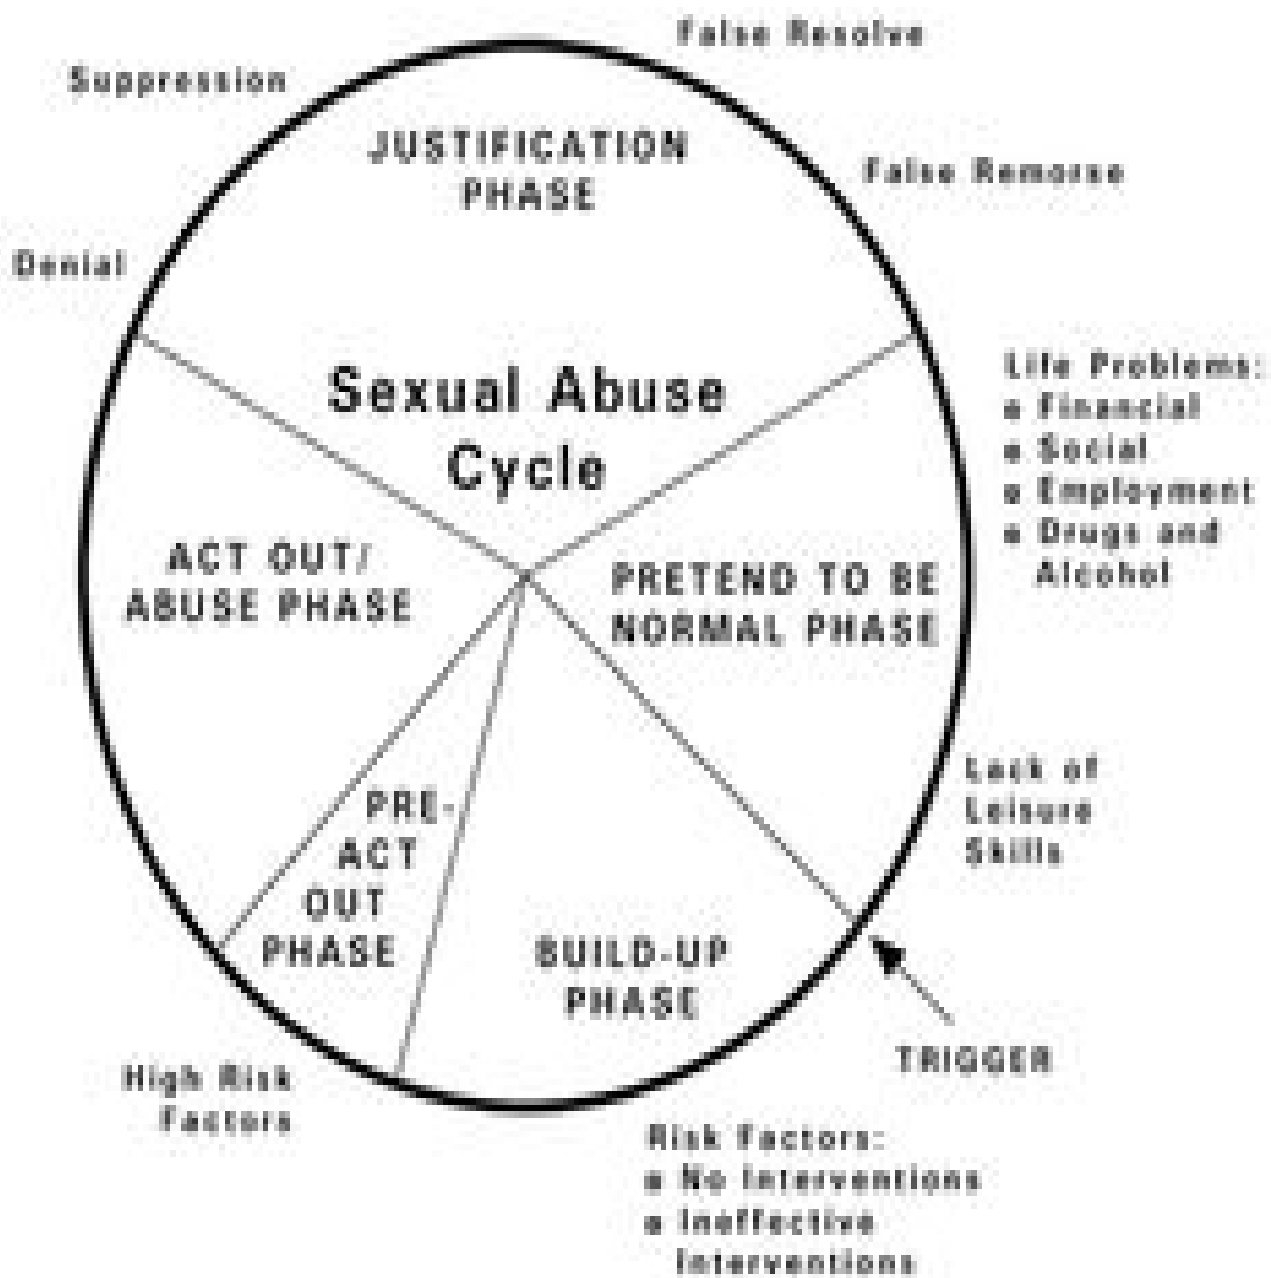 False Resolve
Suppression
JUSTIFICATION
PHASE
False Remorse
Denial
Sexual Abuse
Cycle
Life Problems:
o Financial
o Social
o Employment
o Drugs and
Alcohol
ACT OUT/
ABUSE PHASE
PRETEND TO BE
NORMAL PHASE
Lack of
Leisure
Skills
PRE-
ACT
OUT
PHASE
BUILD-UP
PHASE
TRIGGER
High Risk
Factors
Risk Factors:
o No Interventions
o Ineffective
Interventions